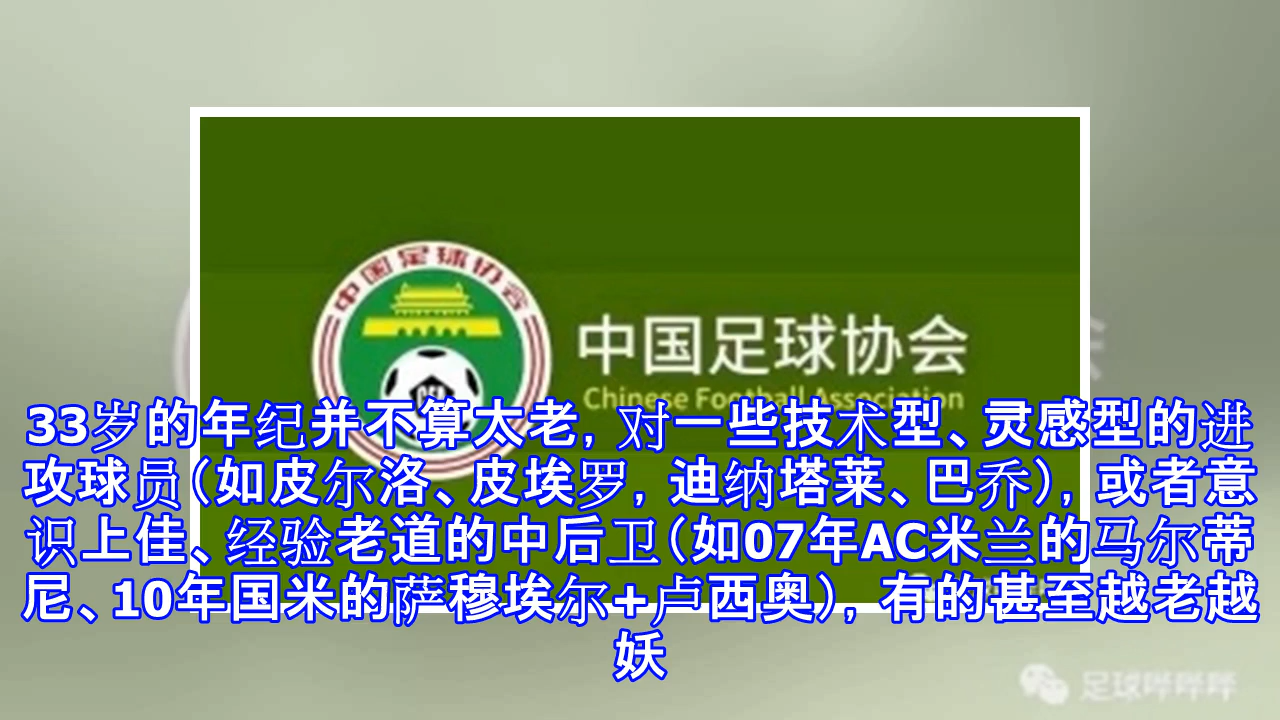 中国足球协会
中国足球协会
Chinese Football Association
CFA
33岁的年纪并不算太老，对一些技术型、灵感型的进
攻球员（如皮尔洛、皮埃罗，迪纳塔莱、巴乔），或者意
识上佳、经验老道的中后卫（如07年AC米兰的马尔蒂
尼、10年国米的萨穆埃尔+卢西奥），有的甚至越老越
妖
足球哔哔哔